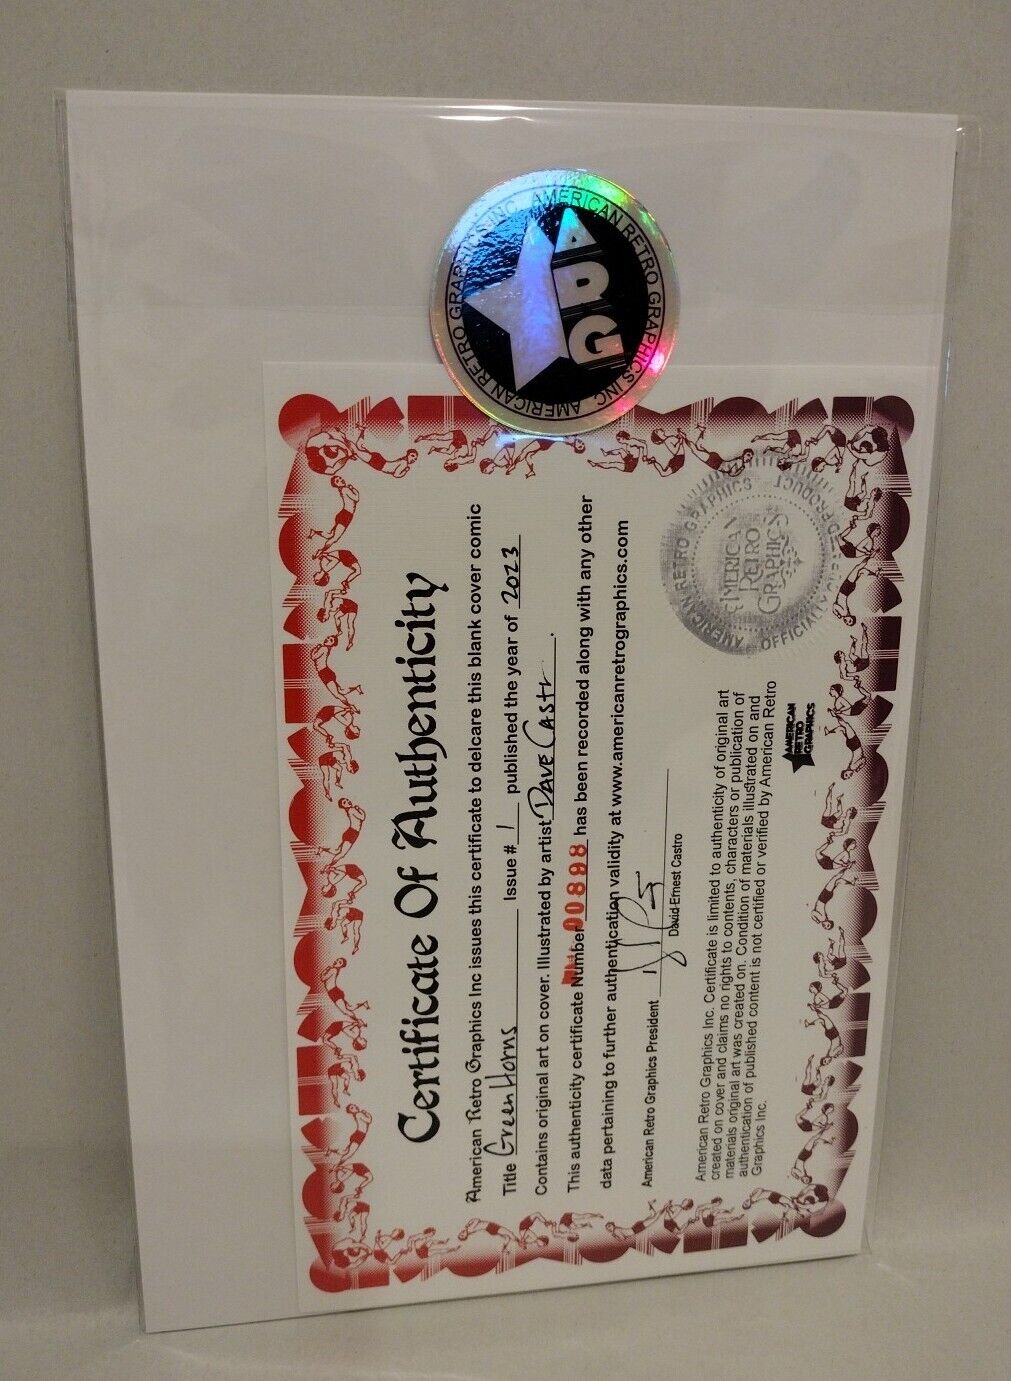 AMERICAN RETRO GRAPHICS INC. AMERICAN RETRO GRAPHICS INC.
ARG
Certificate Of Authenticity
American Retro Graphics Inc issues this certificate to delcare this blank cover comic
Title Green Horns Issue # 1 published the year of 2023
Contains original art on cover. Illustrated by artist Dave Castr.
This authenticity certificate Number 00898 has been recorded along with any other
data pertaining to further authentication validity at www.americanretrographics.com
American Retro Graphics President
David Ernest Castro
American Retro Graphics Inc. Certificate is limited to authenticity of original art
created on cover and claims no rights to contents, characters or publication of
materials original art was created on. Condition of materials illustrated on and
authentication of published content is not certified or verified by American Retro
Graphics Inc.
AMERICAN
RETRO
GRAPHICS
AMERICAN RETRO GRAPHICS
OFFICIALLY PRODUCT
AMERICAN
RETRO
GRAPHICS